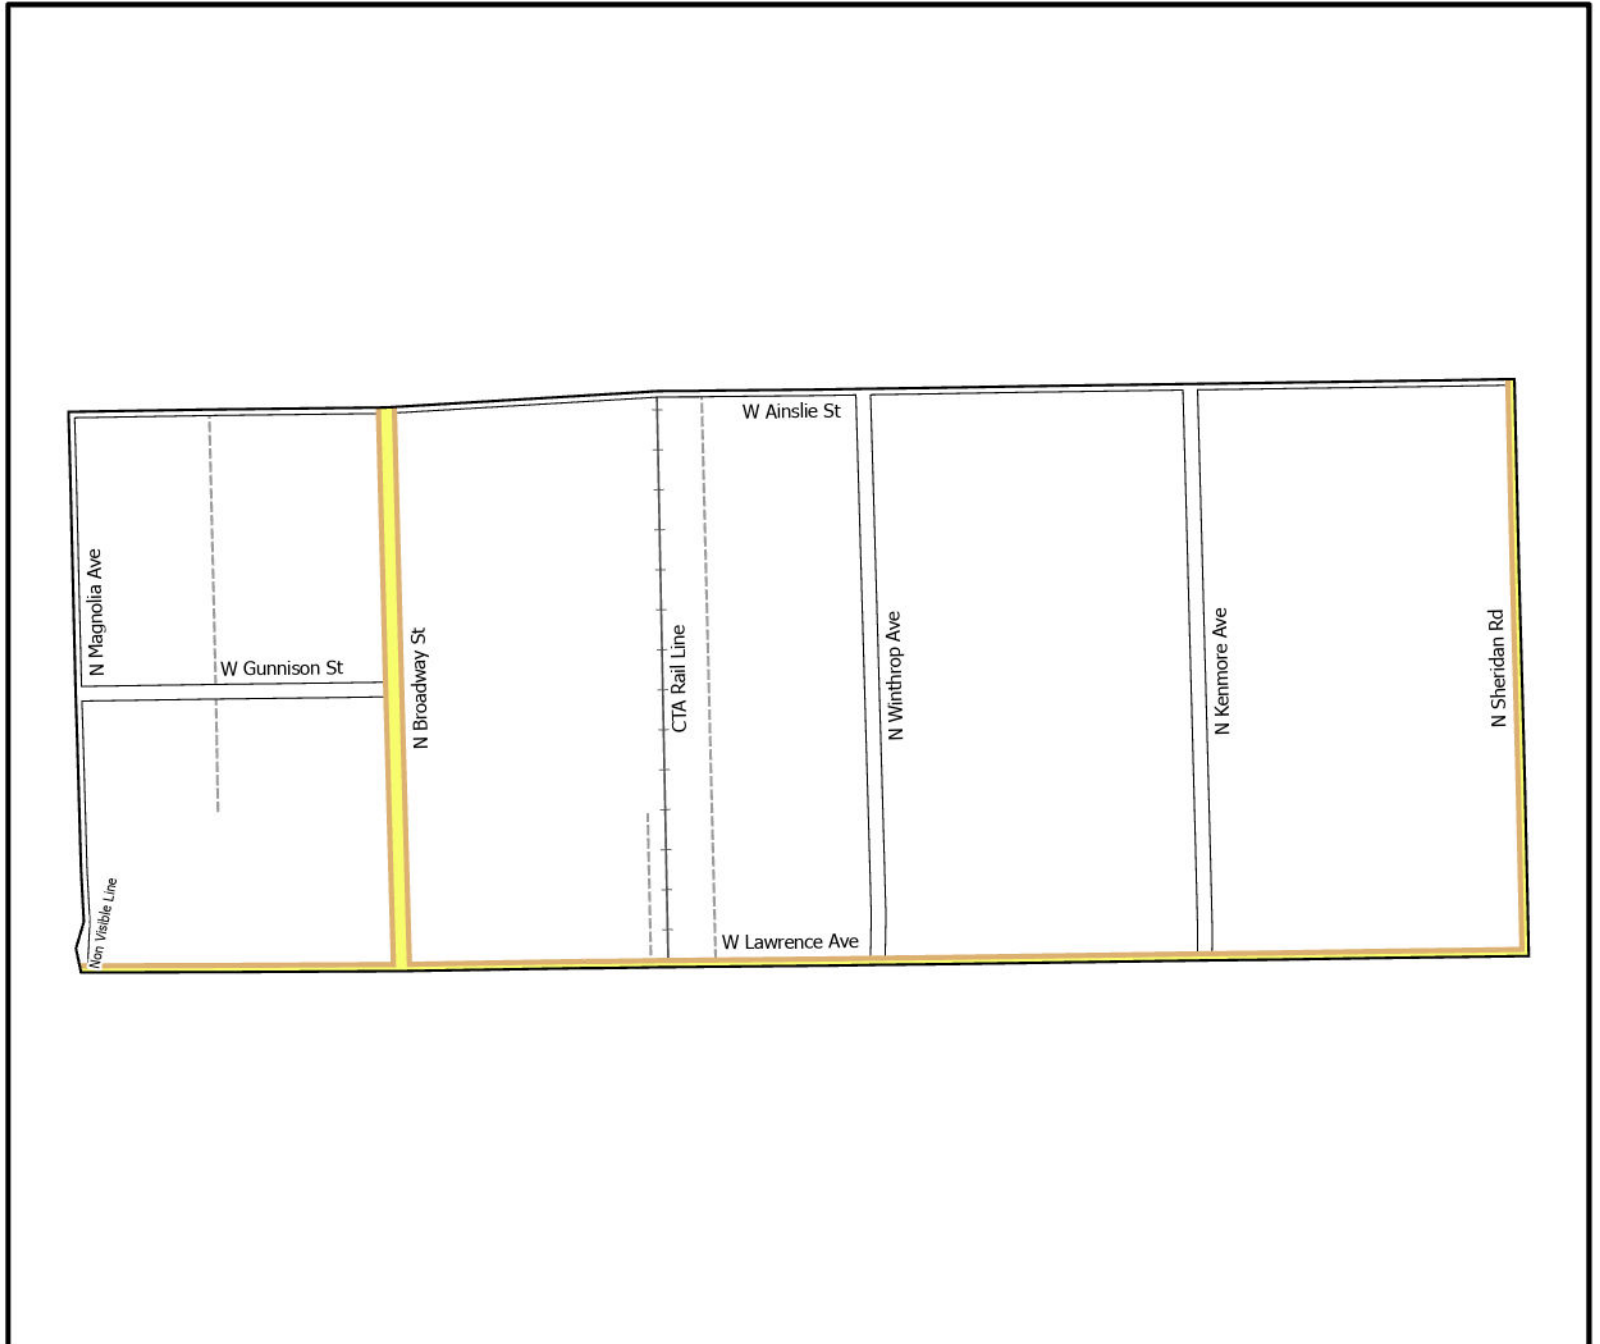 W Ainslie St
N Magnolia Ave
W Gunnison St
N Broadway St
CTA Rail Line
N Winthrop Ave
N Kenmore Ave
N Sheridan Rd
Non Visible Line
W Lawrence Ave